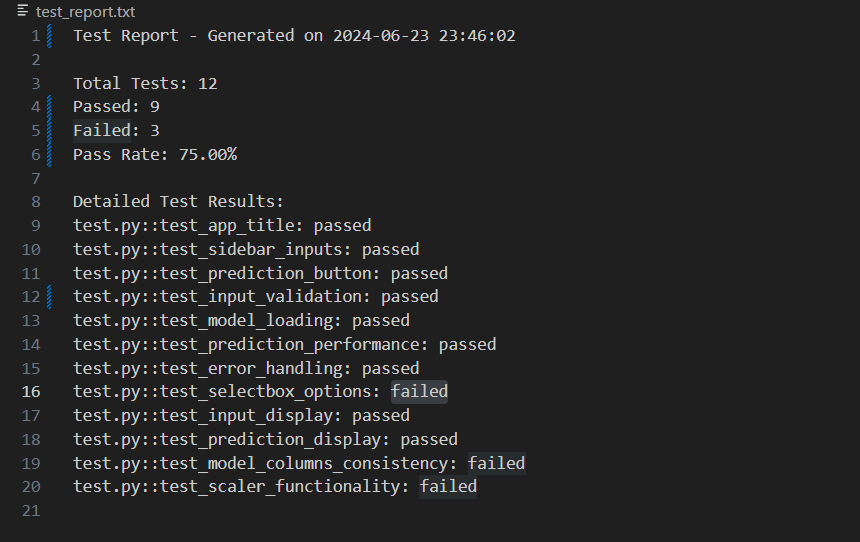 test_report.txt
1 Test Report - Generated on 2024-06-23 23:46:02
2
3 Total Tests: 12
4 Passed: 9
5 Failed: 3
6 Pass Rate: 75.00%
7
8 Detailed Test Results:
9 test.py::test_app_title: passed
10 test.py::test_sidebar_inputs: passed
11 test.py::test_prediction_button: passed
12 test.py::test_input_validation: passed
13 test.py::test_model_loading: passed
14 test.py::test_prediction_performance: passed
15 test.py::test_error_handling: passed
16 test.py::test_selectbox_options: failed
17 test.py::test_input_display: passed
18 test.py::test_prediction_display: passed
19 test.py::test_model_columns_consistency: failed
20 test.py::test_scaler_functionality: failed
21